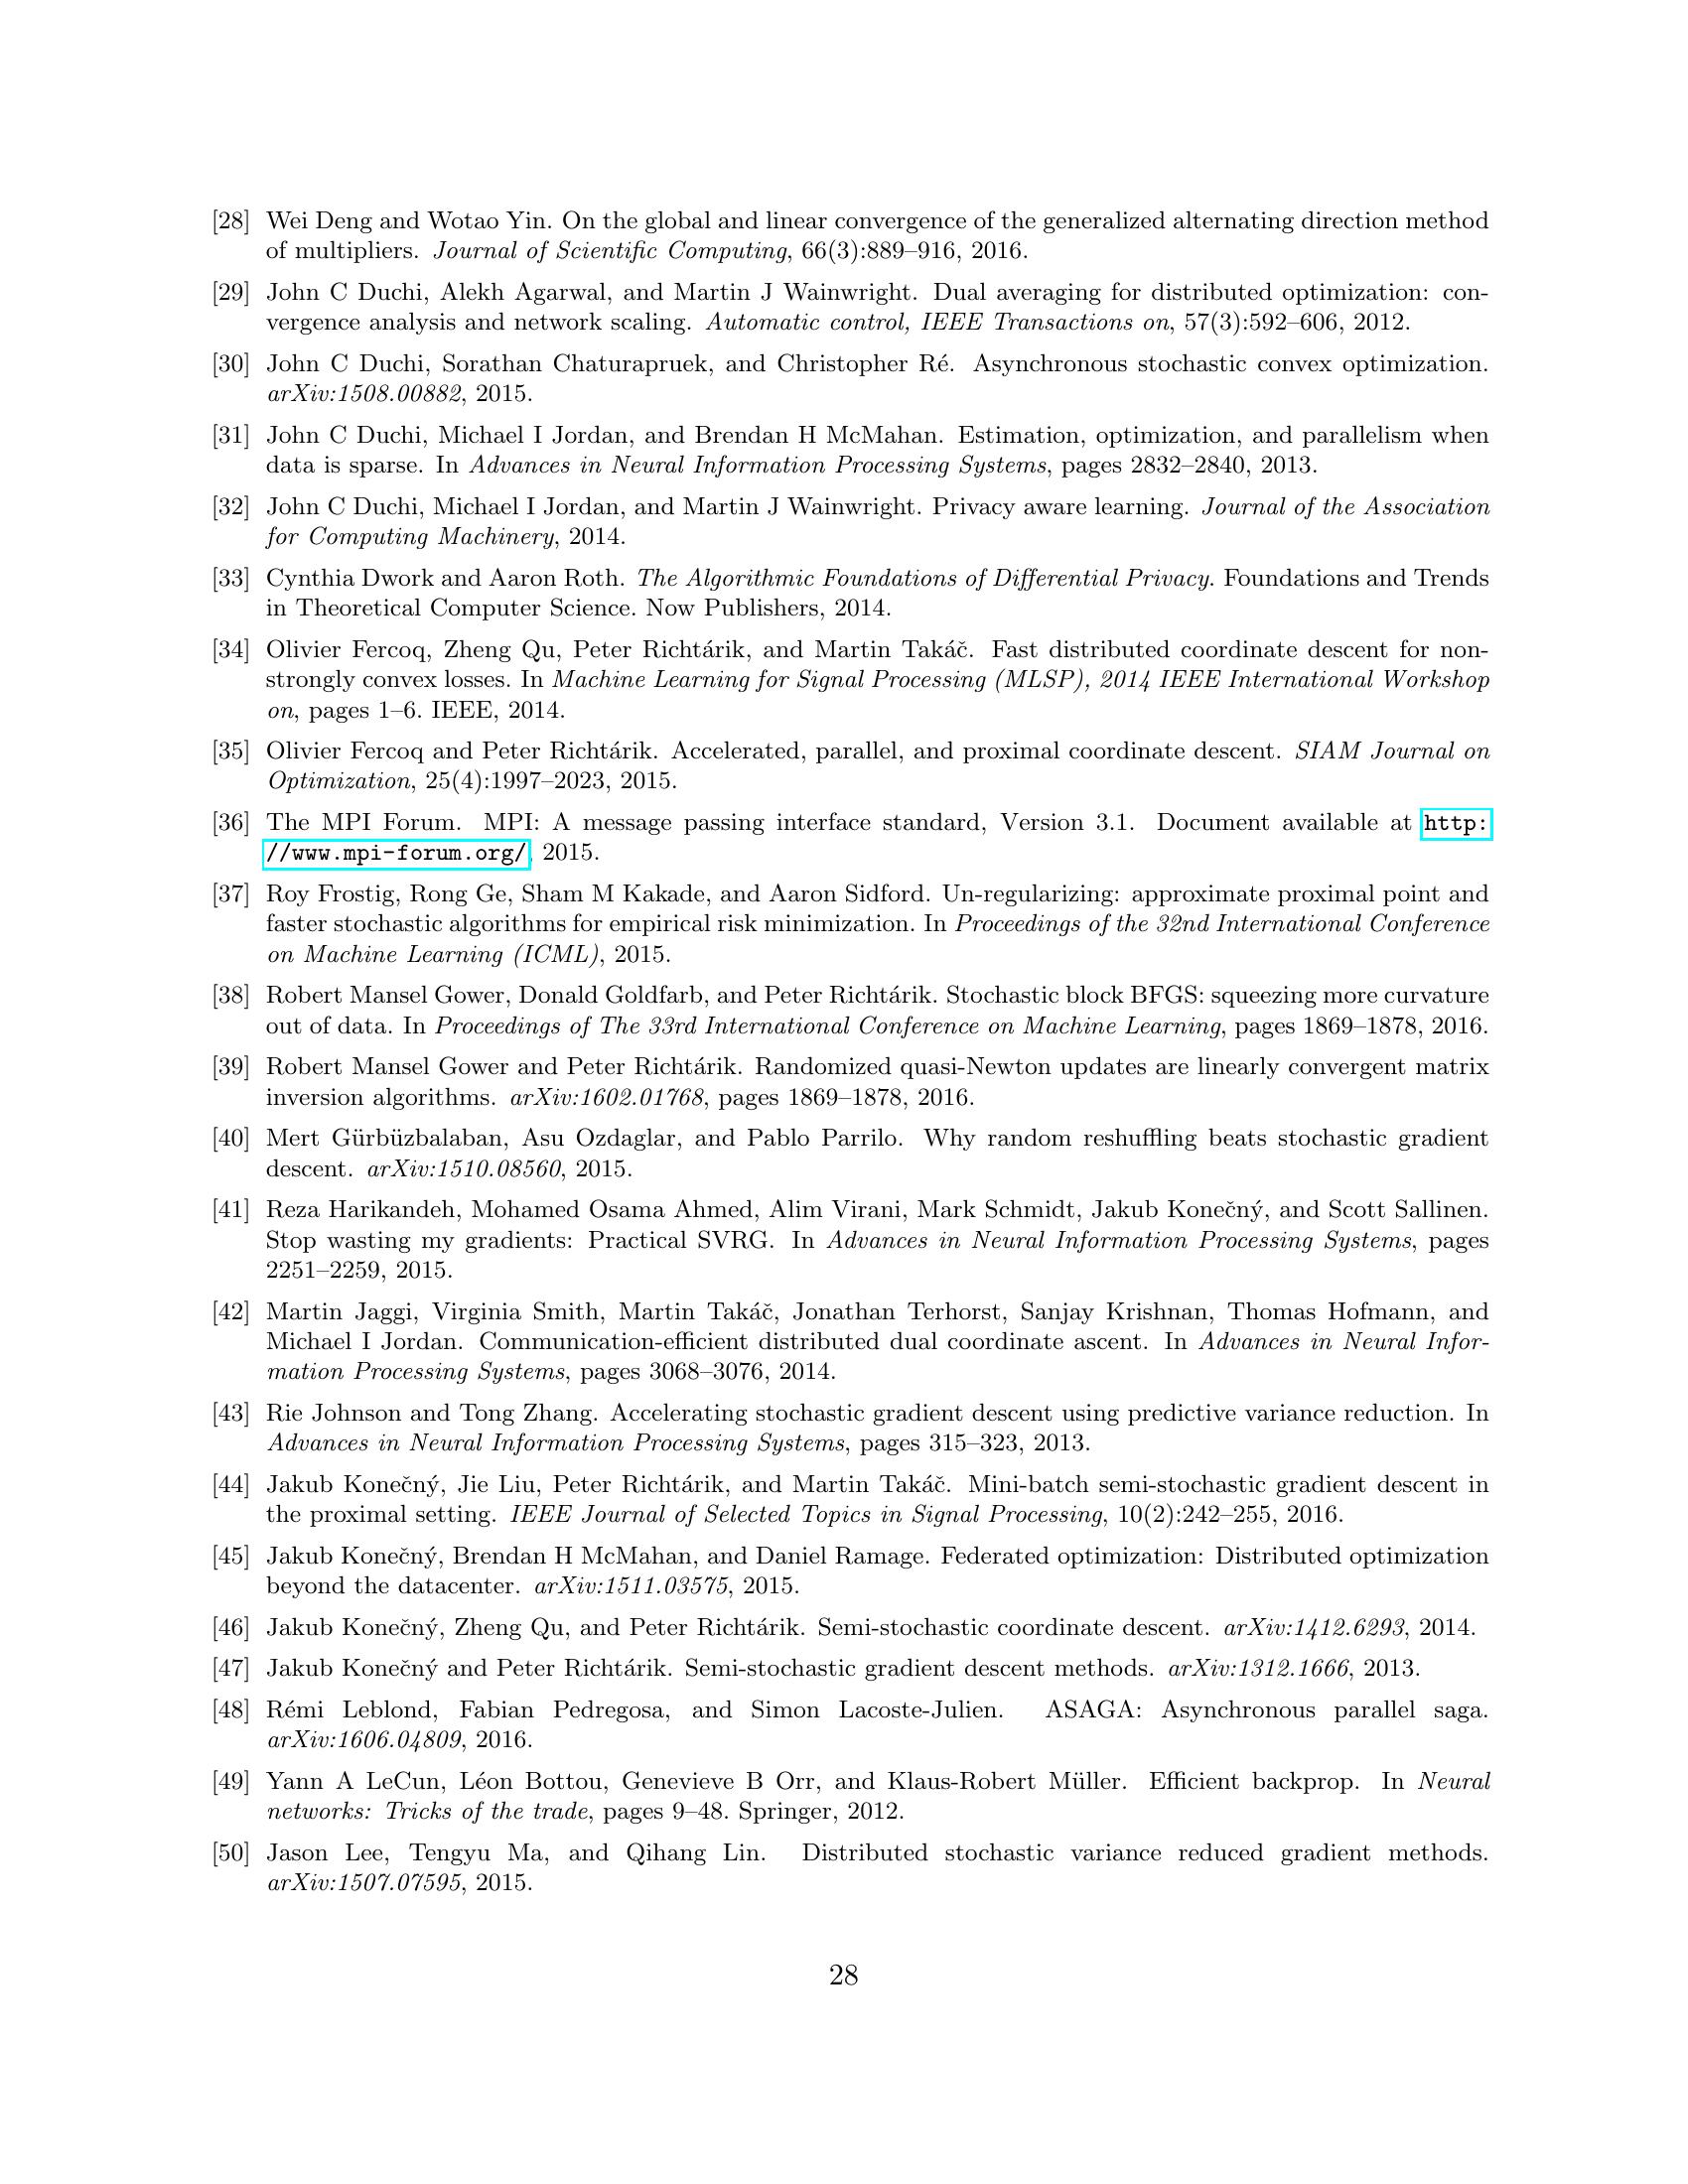 [28] Wei Deng and Wotao Yin. On the global and linear convergence of the generalized alternating direction method
of multipliers. Journal of Scientific Computing, 66(3):889–916, 2016.
[29] John C Duchi, Alekh Agarwal, and Martin J Wainwright. Dual averaging for distributed optimization: con-
vergence analysis and network scaling. Automatic control, IEEE Transactions on, 57(3):592–606, 2012.
[30] John C Duchi, Sorathan Chaturapruek, and Christopher Ré. Asynchronous stochastic convex optimization.
arXiv:1508.00882, 2015.
[31] John C Duchi, Michael I Jordan, and Brendan H McMahan. Estimation, optimization, and parallelism when
data is sparse. In Advances in Neural Information Processing Systems, pages 2832–2840, 2013.
[32] John C Duchi, Michael I Jordan, and Martin J Wainwright. Privacy aware learning. Journal of the Association
for Computing Machinery, 2014.
[33] Cynthia Dwork and Aaron Roth. The Algorithmic Foundations of Differential Privacy. Foundations and Trends
in Theoretical Computer Science. Now Publishers, 2014.
[34] Olivier Fercoq, Zheng Qu, Peter Richtárik, and Martin Takáč. Fast distributed coordinate descent for non-
strongly convex losses. In Machine Learning for Signal Processing (MLSP), 2014 IEEE International Workshop
on, pages 1–6. IEEE, 2014.
[35] Olivier Fercoq and Peter Richtárik. Accelerated, parallel, and proximal coordinate descent. SIAM Journal on
Optimization, 25(4):1997–2023, 2015.
[36] The MPI Forum. MPI: A message passing interface standard, Version 3.1. Document available at http:
//www.mpi-forum.org/, 2015.
[37] Roy Frostig, Rong Ge, Sham M Kakade, and Aaron Sidford. Un-regularizing: approximate proximal point and
faster stochastic algorithms for empirical risk minimization. In Proceedings of the 32nd International Conference
on Machine Learning (ICML), 2015.
[38] Robert Mansel Gower, Donald Goldfarb, and Peter Richtárik. Stochastic block BFGS: squeezing more curvature
out of data. In Proceedings of The 33rd International Conference on Machine Learning, pages 1869–1878, 2016.
[39] Robert Mansel Gower and Peter Richtárik. Randomized quasi-Newton updates are linearly convergent matrix
inversion algorithms. arXiv:1602.01768, pages 1869–1878, 2016.
[40] Mert Gürbüzbalaban, Asu Ozdaglar, and Pablo Parrilo. Why random reshuffling beats stochastic gradient
descent. arXiv:1510.08560, 2015.
[41] Reza Harikandeh, Mohamed Osama Ahmed, Alim Virani, Mark Schmidt, Jakub Konečný, and Scott Sallinen.
Stop wasting my gradients: Practical SVRG. In Advances in Neural Information Processing Systems, pages
2251–2259, 2015.
[42] Martin Jaggi, Virginia Smith, Martin Takáč, Jonathan Terhorst, Sanjay Krishnan, Thomas Hofmann, and
Michael I Jordan. Communication-efficient distributed dual coordinate ascent. In Advances in Neural Infor-
mation Processing Systems, pages 3068–3076, 2014.
[43] Rie Johnson and Tong Zhang. Accelerating stochastic gradient descent using predictive variance reduction. In
Advances in Neural Information Processing Systems, pages 315–323, 2013.
[44] Jakub Konečný, Jie Liu, Peter Richtárik, and Martin Takáč. Mini-batch semi-stochastic gradient descent in
the proximal setting. IEEE Journal of Selected Topics in Signal Processing, 10(2):242–255, 2016.
[45] Jakub Konečný, Brendan H McMahan, and Daniel Ramage. Federated optimization: Distributed optimization
beyond the datacenter. arXiv:1511.03575, 2015.
[46] Jakub Konečný, Zheng Qu, and Peter Richtárik. Semi-stochastic coordinate descent. arXiv:1412.6293, 2014.
[47] Jakub Konečný and Peter Richtárik. Semi-stochastic gradient descent methods. arXiv:1312.1666, 2013.
[48] Rémi Leblond, Fabian Pedregosa, and Simon Lacoste-Julien. ASAGA: Asynchronous parallel saga.
arXiv:1606.04809, 2016.
[49] Yann A LeCun, Léon Bottou, Genevieve B Orr, and Klaus-Robert Müller. Efficient backprop. In Neural
networks: Tricks of the trade, pages 9–48. Springer, 2012.
[50] Jason Lee, Tengyu Ma, and Qihang Lin. Distributed stochastic variance reduced gradient methods.
arXiv:1507.07595, 2015.
28